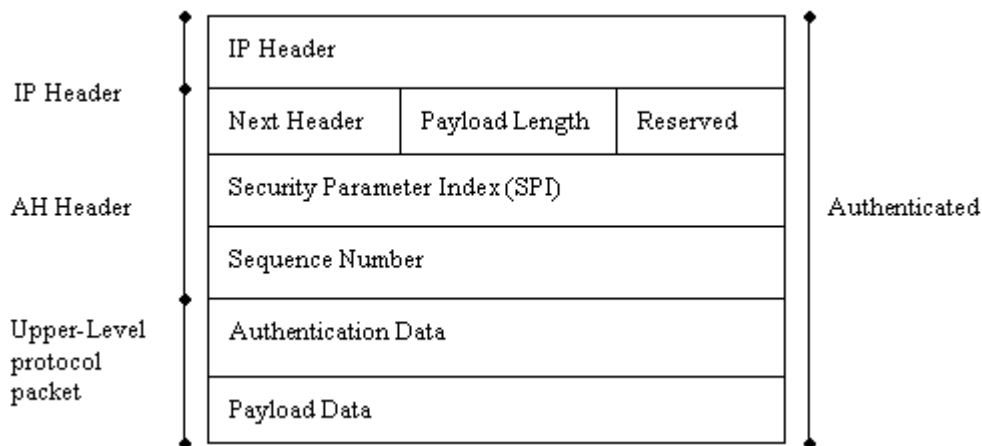 IP Header
IP Header
Next Header Payload Length Reserved
AH Header
Security Parameter Index (SPI)
Authenticated
Sequence Number
Upper-Level
protocol
packet
Authentication Data
Payload Data